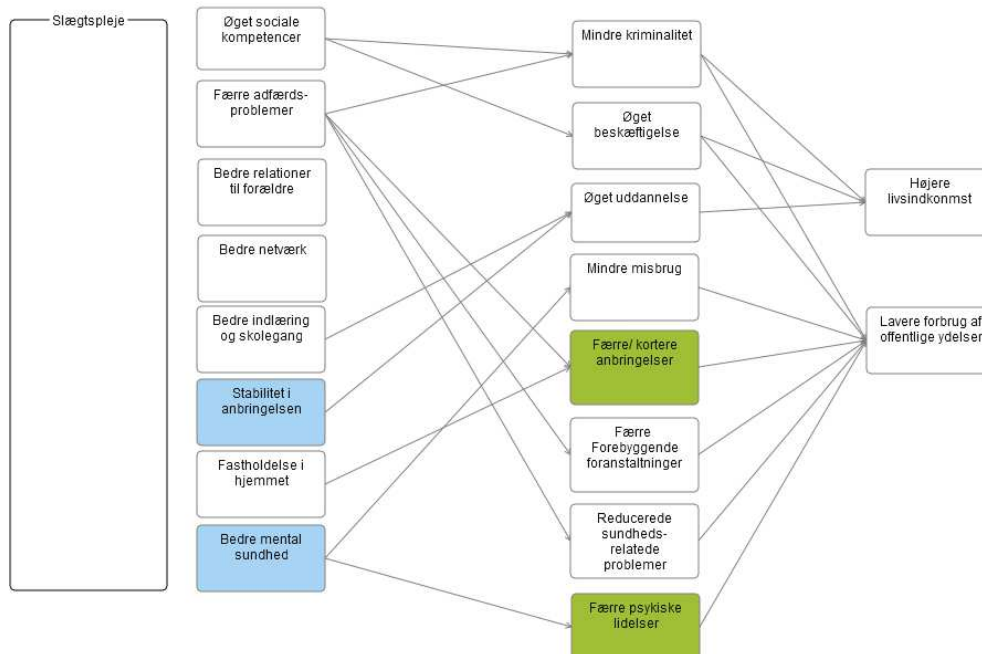 Slægtspleje
Øget sociale
kompetencer
Færre adfærds-
problemer
Bedre relationer
til forældre
Bedre netværk
Bedre indlæring
og skolegang
Stabilitet i
anbringelsen
Fastholdelse i
hjemmet
Bedre mental
sundhed
Mindre kriminalitet
Øget
beskæftigelse
Øget uddannelse
Mindre misbrug
Færre/ kortere
anbringelser
Færre
Forebyggende
foranstaltninger
Reducerede
sundheds-
relatede
problemer
Færre psykiske
lidelser
Højere
livsindkonmst
Lavere forbrug af
offentlige ydelser